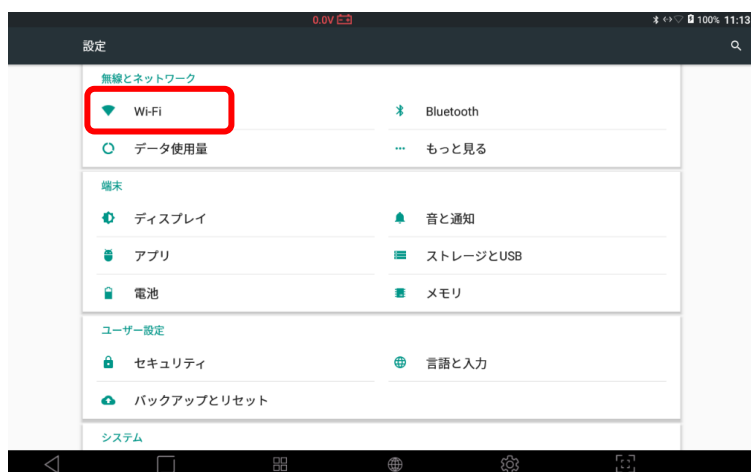 0.0V 100% 11:13
設定
無線とネットワーク
Wi-Fi Bluetooth
データ使用量 もっと見る
端末
ディスプレイ 音と通知
アプリ ストレージとUSB
電池 メモリ
ユーザー設定
セキュリティ 言語と入力
バックアップとリセット
システム